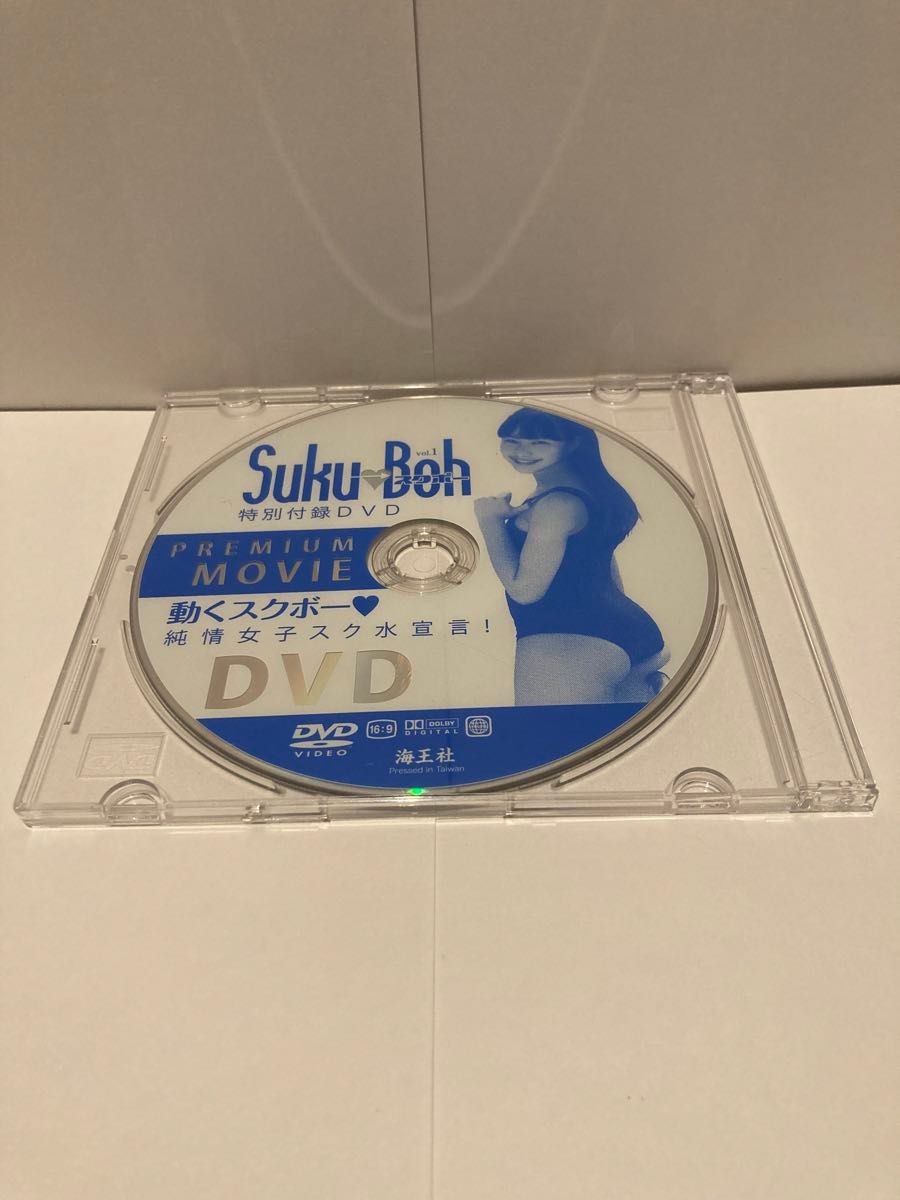 Suku Boh
vol.1
スクボー
特別付録DVD
PREMIUM
MOVIE
動くスクボー♥
純情女子スク水宣言!
DVD
DVD
VIDEO
16:9
DOLBY
DIGITAL
海王社
Pressed in Taiwan